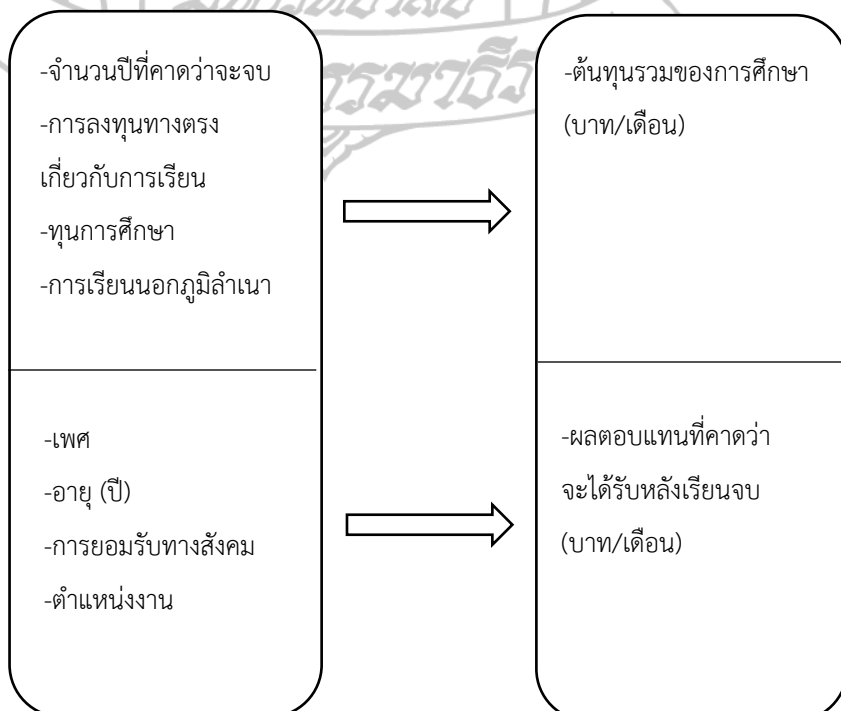 -จำนวนปีที่คาดว่าจะจบ
-การลงทุนทางตรง
เกี่ยวกับการเรียน
-ทุนการศึกษา
-การเรียนนอกภูมิลำเนา
-ต้นทุนรวมของการศึกษา
(บาท/เดือน)
-เพศ
-อายุ (ปี)
-การยอมรับทางสังคม
-ตำแหน่งงาน
-ผลตอบแทนที่คาดว่า
จะได้รับหลังเรียนจบ
(บาท/เดือน)